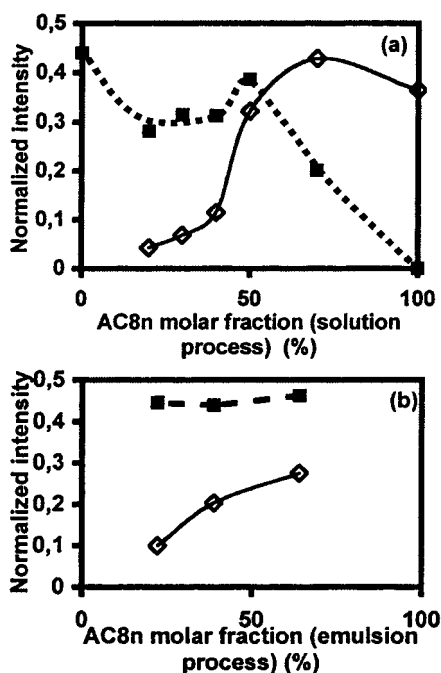 (a)
Normalized intensity
0,5
0,4
0,3
0,2
0,1
0
0 50 100
AC8n molar fraction (solution
process) (%)
(b)
Normalized intensity
0,5
0,4
0,3
0,2
0,1
0
0 50 100
AC8n molar fraction (emulsion
process) (%)